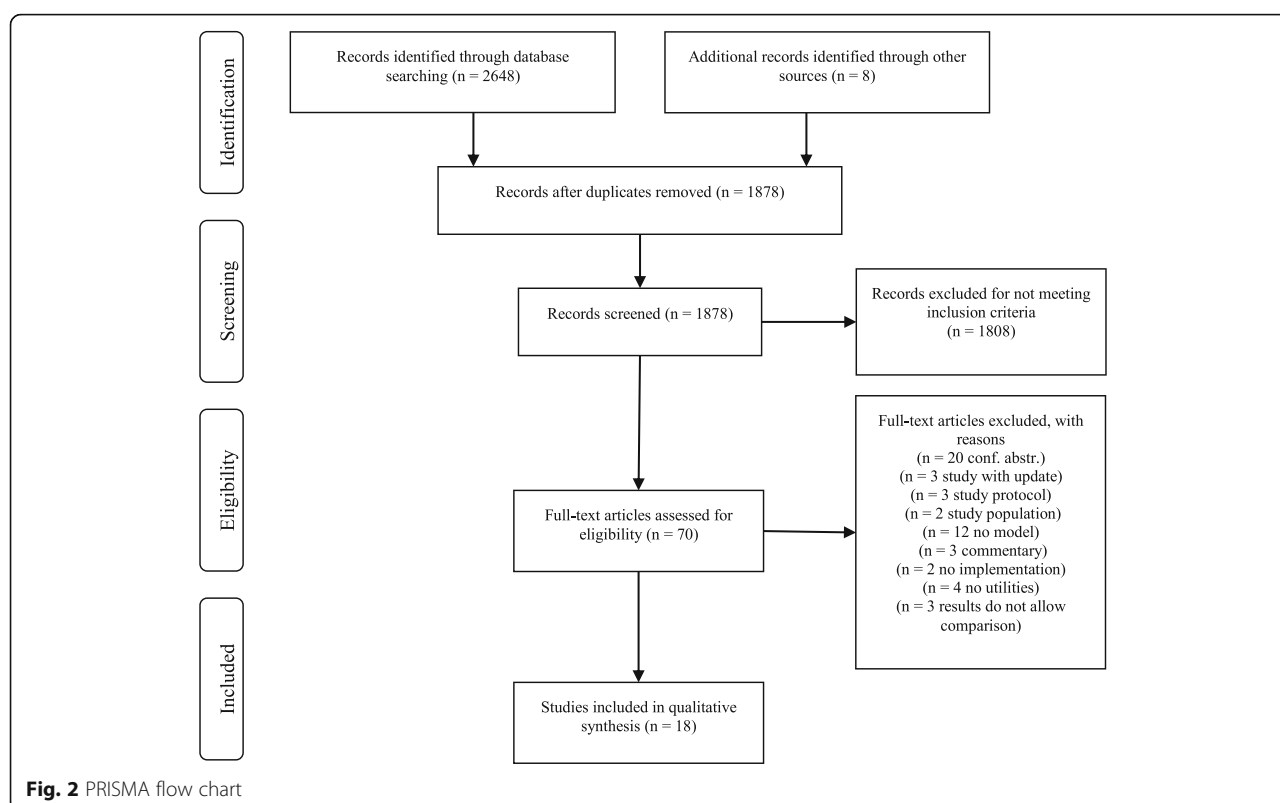 Identification
Records identified through database
searching (n = 2648)
Additional records identified through other
sources (n = 8)
Records after duplicates removed (n = 1878)
Screening
Records screened (n = 1878)
Records excluded for not meeting
inclusion criteria
(n = 1808)
Eligibility
Full-text articles assessed for
eligibility (n = 70)
Full-text articles excluded, with
reasons
(n = 20 conf. abstr.)
(n = 3 study with update)
(n = 3 study protocol)
(n = 2 study population)
(n = 12 no model)
(n = 3 commentary)
(n = 2 no implementation)
(n = 4 no utilities)
(n = 3 results do not allow
comparison)
Included
Studies included in qualitative
synthesis (n = 18)
Fig. 2 PRISMA flow chart